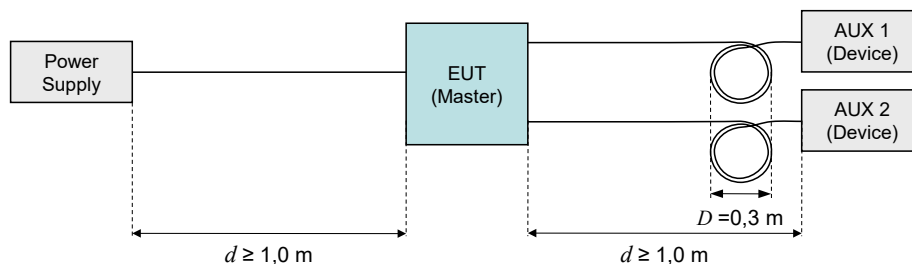 Power
Supply
EUT
(Master)
AUX 1
(Device)
AUX 2
(Device)
D =0,3 m
d ≥ 1,0 m
d ≥ 1,0 m